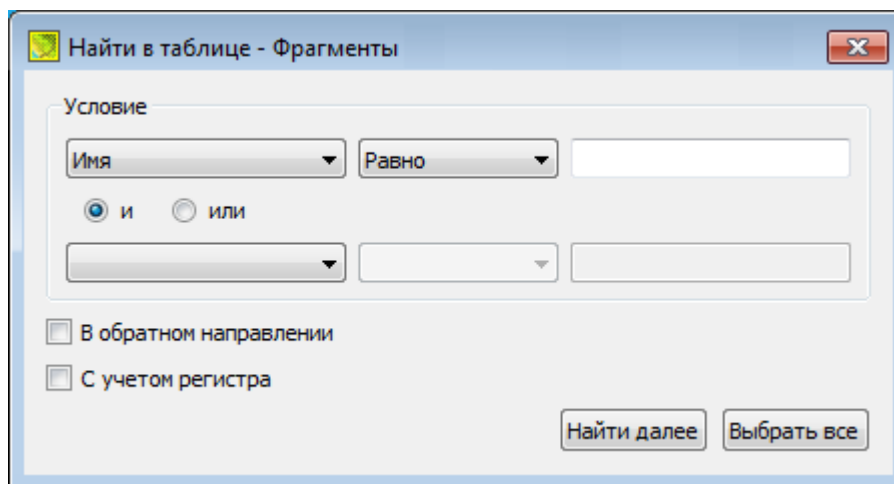 Найти в таблице - Фрагменты
Условие
Имя Равно
и или
В обратном направлении
С учетом регистра
Найти далее Выбрать все